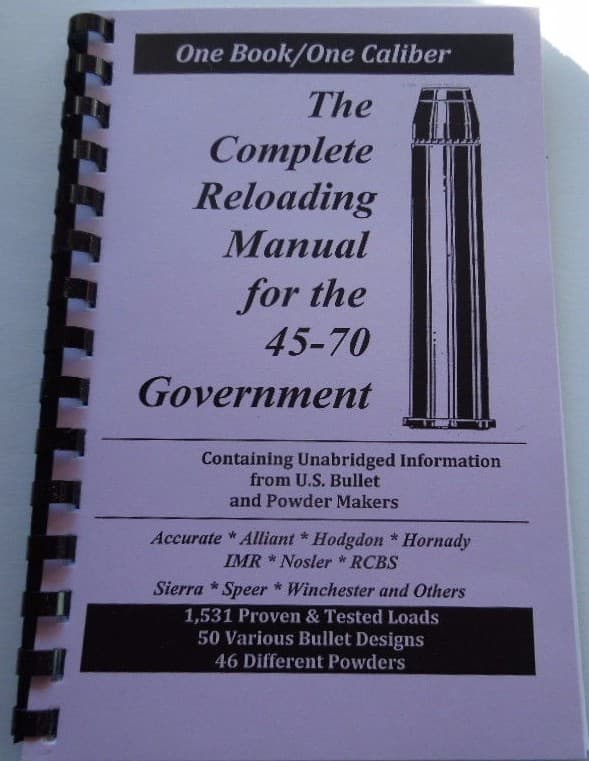 One Book/One Caliber
The
Complete
Reloading
Manual
for the
45-70
Government
Containing Unabridged Information
from U.S. Bullet
and Powder Makers
Accurate * Alliant * Hodgdon * Hornady
IMR * Nosler * RCBS
Sierra * Speer * Winchester and Others
1,531 Proven & Tested Loads
50 Various Bullet Designs
46 Different Powders